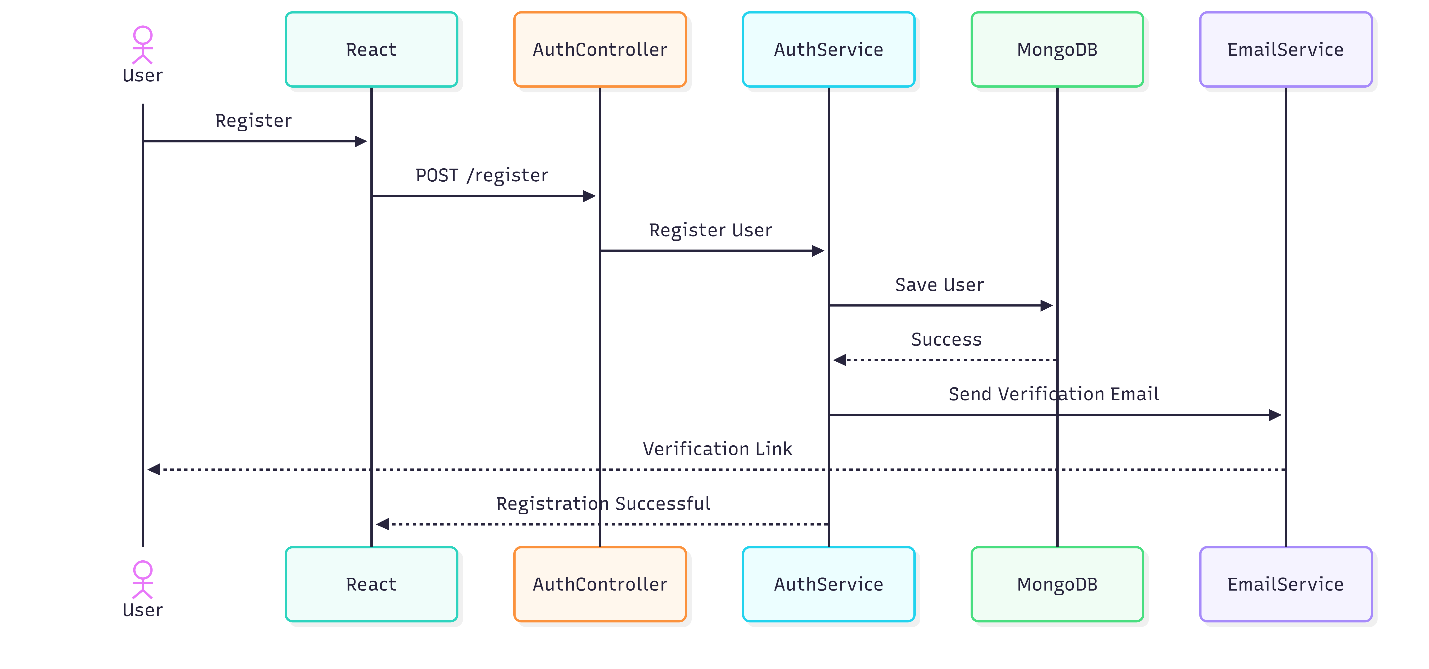 User
React
AuthController
AuthService
MongoDB
EmailService
Register
POST /register
Register User
Save User
Success
Send Verification Email
Verification Link
Registration Successful
User
React
AuthController
AuthService
MongoDB
EmailService